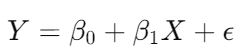 Y = β₀ + β₁X + ϵ